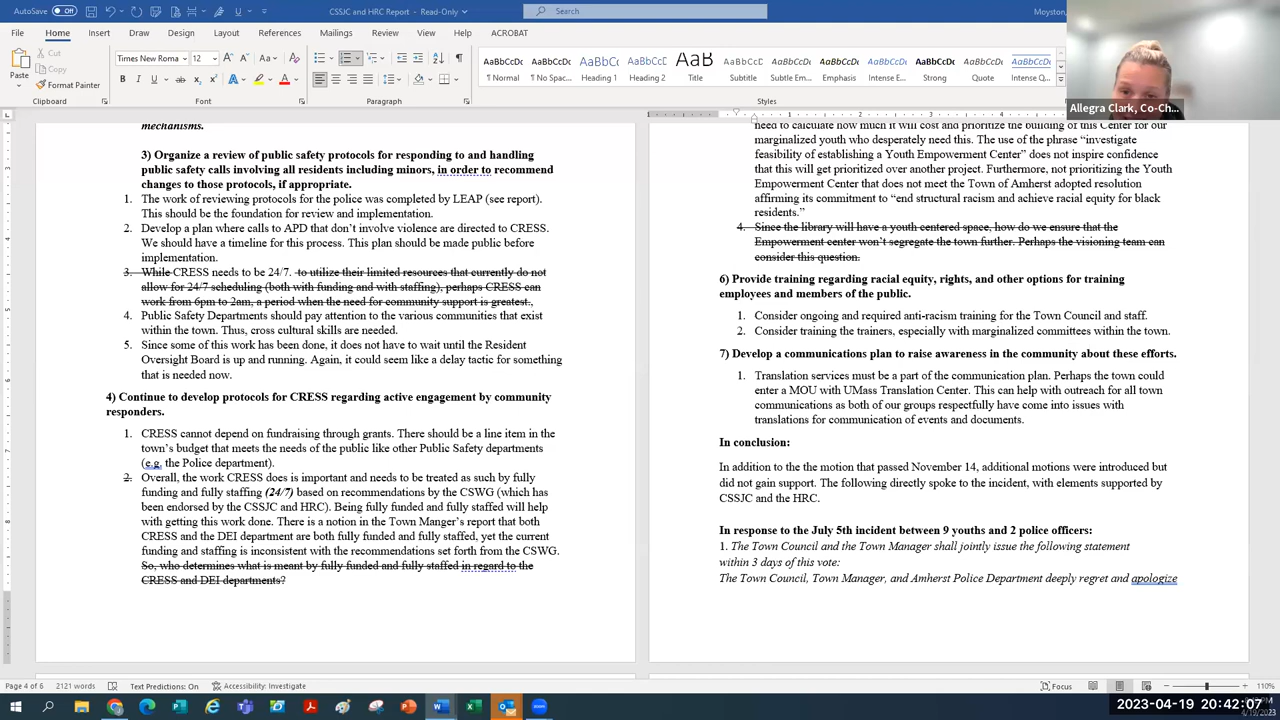 AutoSave Off
CSSJC and HRC Report - Read-Only
Search
Moyston,
File Home Insert Draw Design Layout References Mailings Review View Help ACROBAT
Paste
Cut
Copy
Format Painter
Clipboard
Times New Roma 12
Font
Paragraph
AaBbCcDc AaBbCcDc AaBbCc AaBbCcE AaB AaBbCcD AaBbCcDc AaBbCcDc AaBbCcDc AaBbCcDc AaBbCcDc AaBbCcDc
¶ Normal ¶ No Spac... Heading 1 Heading 2 Title Subtitle Subtle Em... Emphasis Intense E... Strong Quote Intense Q...
Styles
Allegra Clark, Co-Ch...
mechanisms.
3) Organize a review of public safety protocols for responding to and handling
public safety calls involving all residents including minors, in order to recommend
changes to those protocols, if appropriate.
1. The work of reviewing protocols for the police was completed by LEAP (see report).
This should be the foundation for review and implementation.
2. Develop a plan where calls to APD that don't involve violence are directed to CRESS.
We should have a timeline for this process. This plan should be made public before
implementation.
3. While CRESS needs to be 24/7. to utilize their limited resources that currently do not
allow for 24/7 scheduling (both with funding and with staffing), perhaps CRESS can
work from 6pm to 2am, a period when the need for community support is greatest.,
4. Public Safety Departments should pay attention to the various communities that exist
within the town. Thus, cross cultural skills are needed.
5. Since some of this work has been done, it does not have to wait until the Resident
Oversight Board is up and running. Again, it could seem like a delay tactic for something
that is needed now.
4) Continue to develop protocols for CRESS regarding active engagement by community
responders.
1. CRESS cannot depend on fundraising through grants. There should be a line item in the
town's budget that meets the needs of the public like other Public Safety departments
(e.g. the Police department).
2. Overall, the work CRESS does is important and needs to be treated as such by fully
funding and fully staffing (24/7) based on recommendations by the CSWG (which has
been endorsed by the CSSJC and HRC). Being fully funded and fully staffed will help
with getting this work done. There is a notion in the Town Manger's report that both
CRESS and the DEI department are both fully funded and fully staffed, yet the current
funding and staffing is inconsistent with the recommendations set forth from the CSWG.
So, who determines what is meant by fully funded and fully staffed in regard to the
CRESS and DEI departments?
need to calculate how much it will cost and prioritize the building of this Center for our
marginalized youth who desperately need this. The use of the phrase “investigate
feasibility of establishing a Youth Empowerment Center” does not inspire confidence
that this will get prioritized over another project. Furthermore, not prioritizing the Youth
Empowerment Center that does not meet the Town of Amherst adopted resolution
affirming its commitment to “end structural racism and achieve racial equity for black
residents.”
4. Since the library will have a youth centered space, how do we ensure that the
Empowerment center won't segregate the town further. Perhaps the visioning team can
consider this question.
6) Provide training regarding racial equity, rights, and other options for training
employees and members of the public.
1. Consider ongoing and required anti-racism training for the Town Council and staff.
2. Consider training the trainers, especially with marginalized committees within the town.
7) Develop a communications plan to raise awareness in the community about these efforts.
1. Translation services must be a part of the communication plan. Perhaps the town could
enter a MOU with UMass Translation Center. This can help with outreach for all town
communications as both of our groups respectfully have come into issues with
translations for communication of events and documents.
In conclusion:
In addition to the the motion that passed November 14, additional motions were introduced but
did not gain support. The following directly spoke to the incident, with elements supported by
CSSJC and the HRC.
In response to the July 5th incident between 9 youths and 2 police officers:
1. The Town Council and the Town Manager shall jointly issue the following statement
within 3 days of this vote:
The Town Council, Town Manager, and Amherst Police Department deeply regret and apologize
Page 4 of 6 2121 words Text Predictions: On Accessibility: Investigate
Focus 110%
2023-04-19 20:42:07
4/19/2023